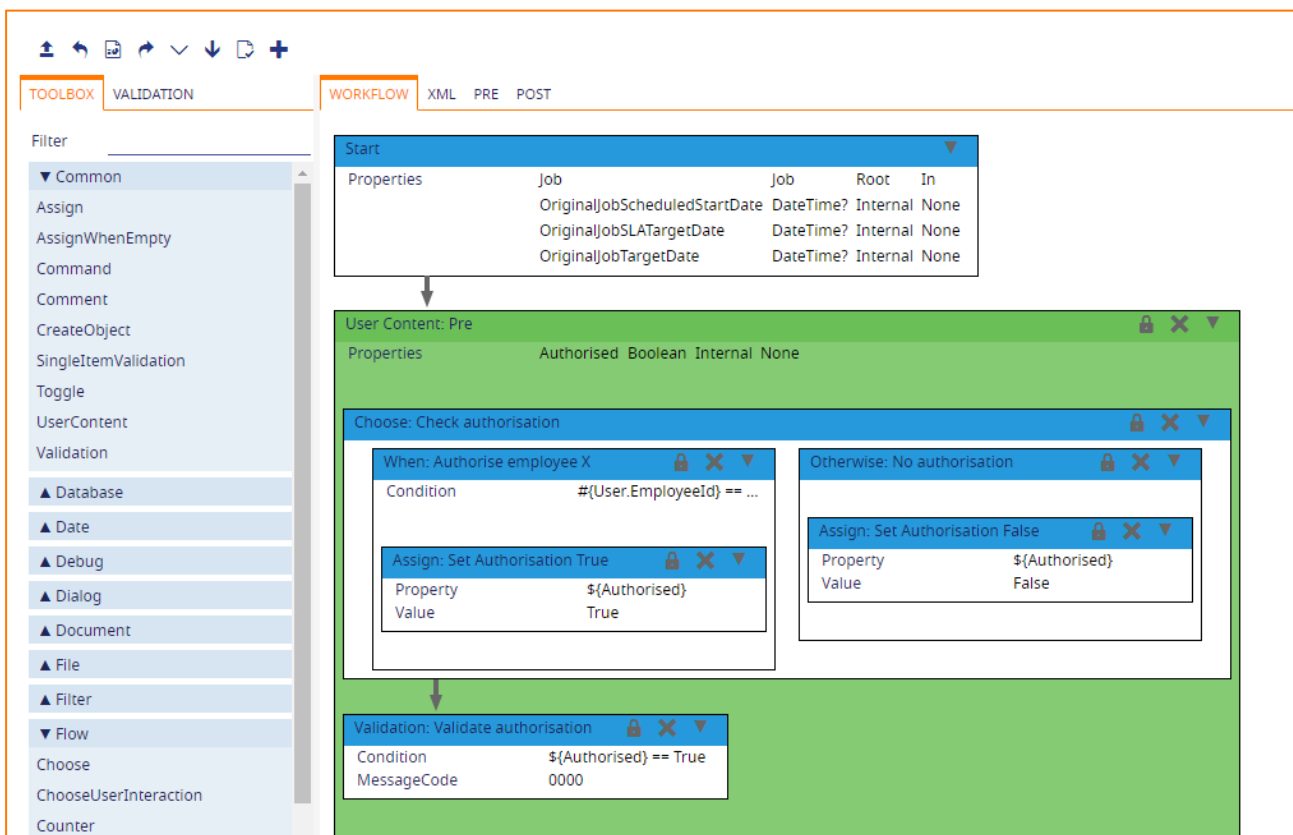 TOOLBOX VALIDATION
WORKFLOW XML PRE POST
Filter
▼ Common
Assign
AssignWhenEmpty
Command
Comment
CreateObject
SingleItemValidation
Toggle
UserContent
Validation
▲ Database
▲ Date
▲ Debug
▲ Dialog
▲ Document
▲ File
▲ Filter
▼ Flow
Choose
ChooseUserInteraction
Counter
Start
Properties Job Job Root In
OriginalJobScheduledStartDate DateTime? Internal None
OriginalJobSLATargetDate DateTime? Internal None
OriginalJobTargetDate DateTime? Internal None
User Content: Pre
Properties Authorised Boolean Internal None
Choose: Check authorisation
When: Authorise employee X
Condition #{User.EmployeeId} == ...
Assign: Set Authorisation True
Property ${Authorised}
Value True
Otherwise: No authorisation
Assign: Set Authorisation False
Property ${Authorised}
Value False
Validation: Validate authorisation
Condition ${Authorised} == True
MessageCode 0000